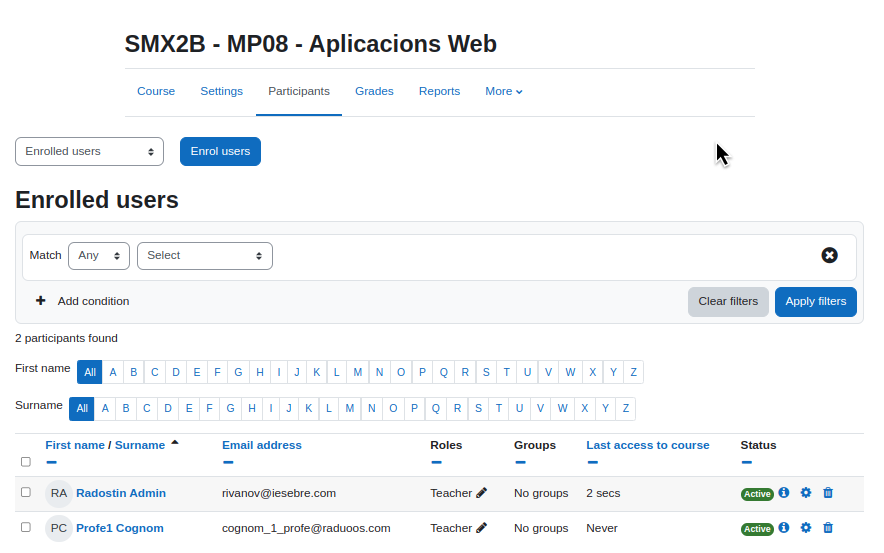 SMX2B - MP08 - Aplicacions Web
Course Settings Participants Grades Reports More
Enrolled users Enrol users
Enrolled users
Match Any Select
Add condition Clear filters Apply filters
2 participants found
First name All A B C D E F G H I J K L M N O P Q R S T U V W X Y Z
Surname All A B C D E F G H I J K L M N O P Q R S T U V W X Y Z
First name / Surname Email address Roles Groups Last access to course Status
RA Radostin Admin rivanov@iesebre.com Teacher No groups 2 secs Active
PC Profe1 Cognom cognom_1_profe@raduoos.com Teacher No groups Never Active